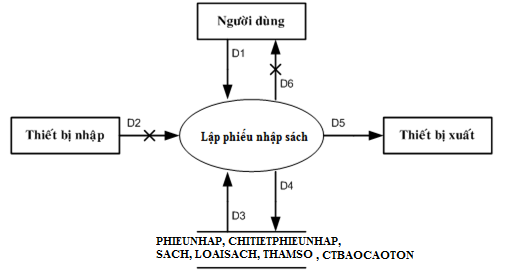 Người dùng
D1
D6
Thiết bị nhập
D2
Lập phiếu nhập sách
D5
Thiết bị xuất
D3
D4
PHIEUNHAP, CHITIETPHIEUNHAP,
SACH, LOAISACH, THAMSO , CTBAOCAOTON